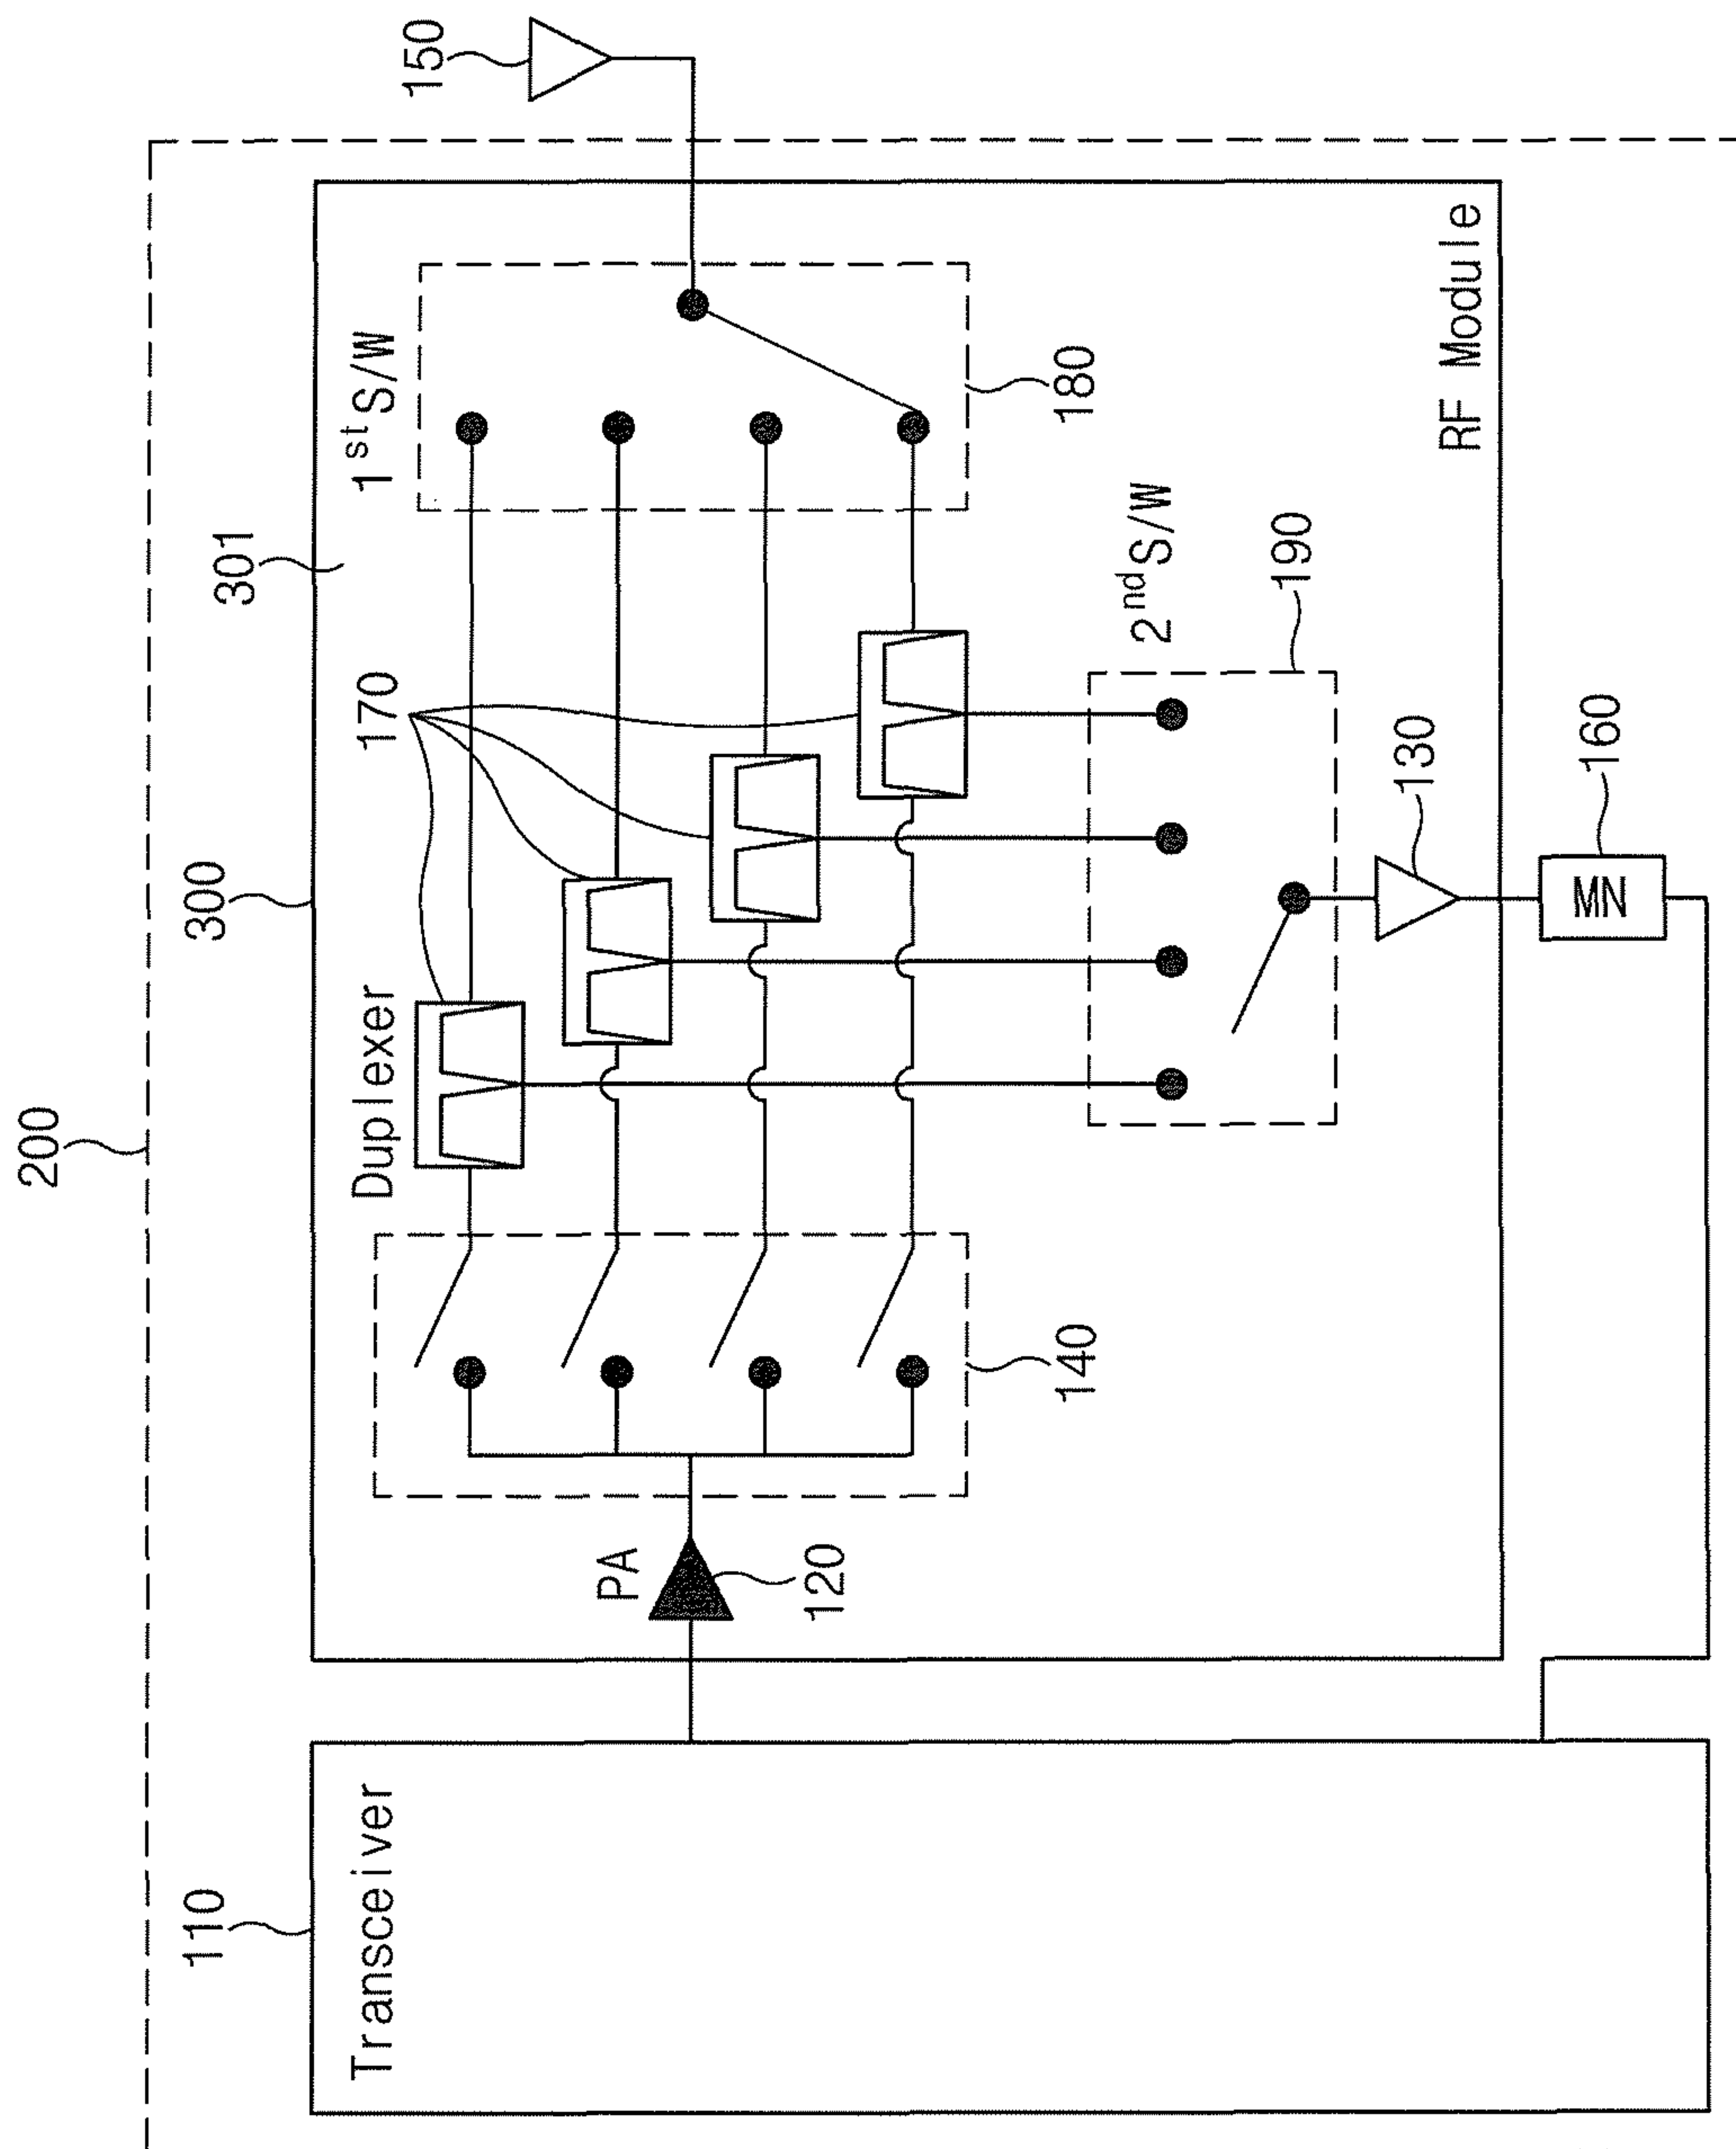 200
110
300
301
Transceiver
Duplexer
170
1st S/W
150
PA
120
140
180
2nd S/W
190
130
RF Module
MN
160